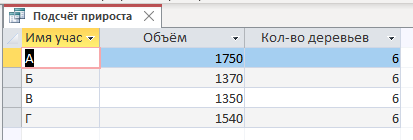 Подсчёт прироста
Имя учас Объём Кол-во деревьев
А 1750 6
Б 1370 6
В 1350 6
Г 1540 6